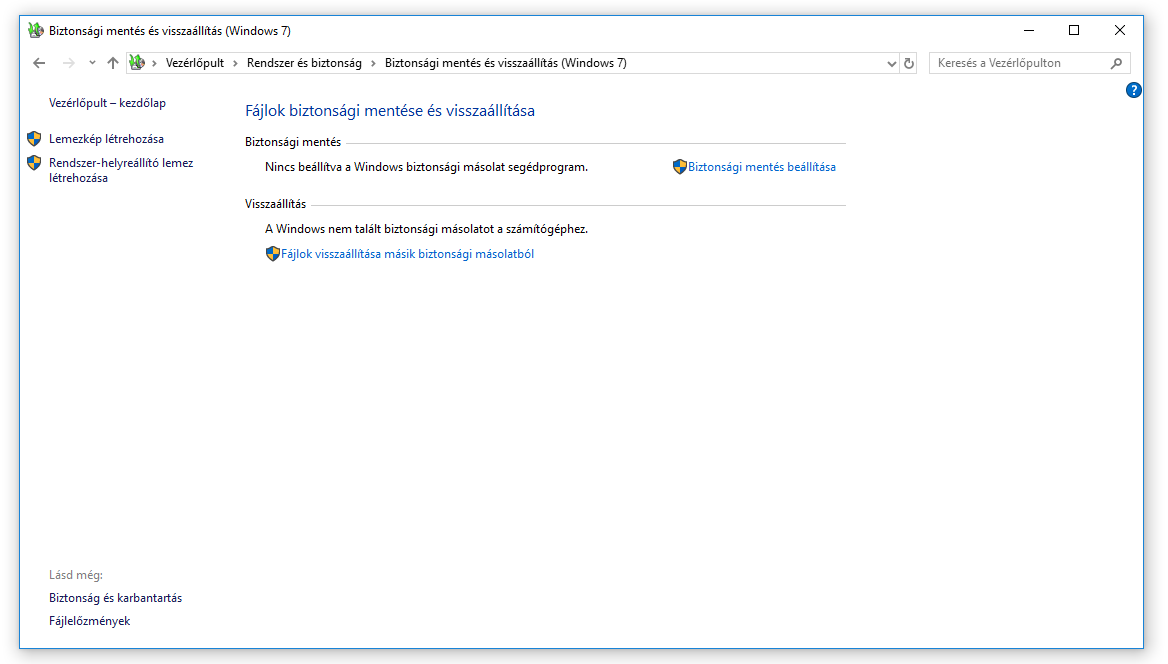 Biztonsági mentés és visszaállítás (Windows 7)
Vezérlőpult > Rendszer és biztonság > Biztonsági mentés és visszaállítás (Windows 7)
Keresés a Vezérlőpulton
Vezérlőpult – kezdőlap
Lemezkép létrehozása
Rendszer-helyreállító lemez
létrehozása
Fájlok biztonsági mentése és visszaállítása
Biztonsági mentés
Nincs beállítva a Windows biztonsági másolat segédprogram.
Biztonsági mentés beállítása
Visszaállítás
A Windows nem talált biztonsági másolatot a számítógéphez.
Fájlok visszaállítása másik biztonsági másolatból
Lásd még:
Biztonság és karbantartás
Fájlelőzmények